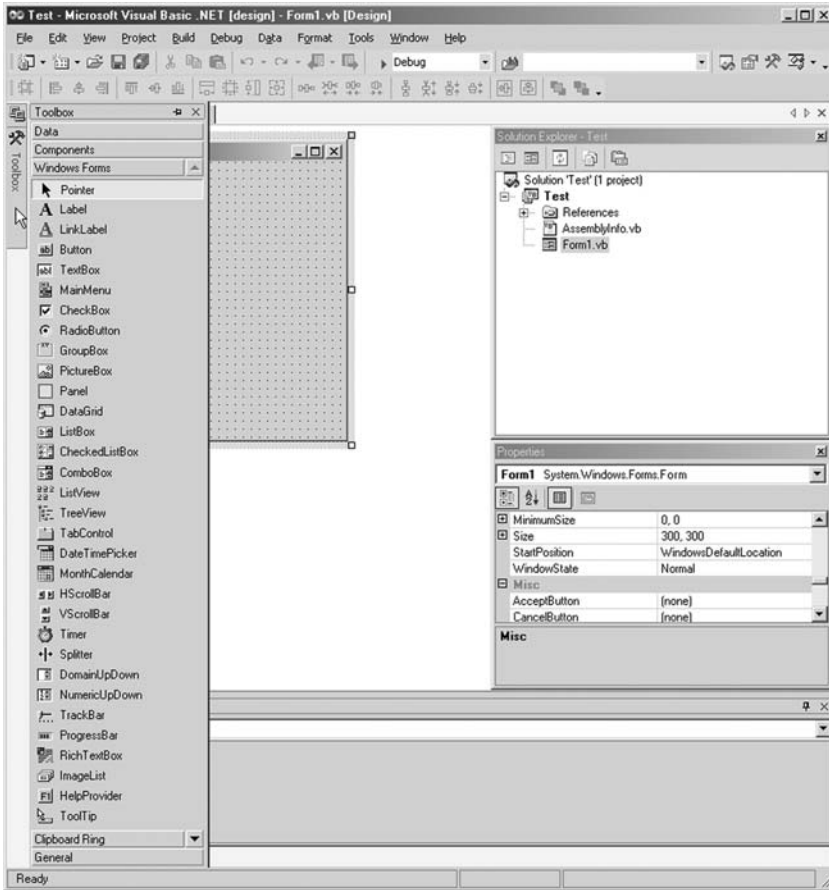 Test - Microsoft Visual Basic .NET [design] - Form1.vb [Design]
File Edit View Project Build Debug Data Format Tools Window Help
Debug
Toolbox
Toolbox
Data
Components
Windows Forms
Pointer
Label
LinkLabel
Button
TextBox
MainMenu
CheckBox
RadioButton
GroupBox
PictureBox
Panel
DataGrid
ListBox
CheckedListBox
ComboBox
ListView
TreeView
TabControl
DateTimePicker
MonthCalendar
HScrollBar
VScrollBar
Timer
Splitter
DomainUpDown
NumericUpDown
TrackBar
ProgressBar
RichTextBox
ImageList
HelpProvider
ToolTip
Clipboard Ring
General
Solution Explorer - Test
Solution 'Test' (1 project)
Test
References
AssemblyInfo.vb
Form1.vb
Properties
Form1 System.Windows.Forms.Form
MinimumSize 0, 0
Size 300, 300
StartPosition WindowsDefaultLocation
WindowState Normal
Misc
AcceptButton (none)
CancelButton (none)
Misc
Ready